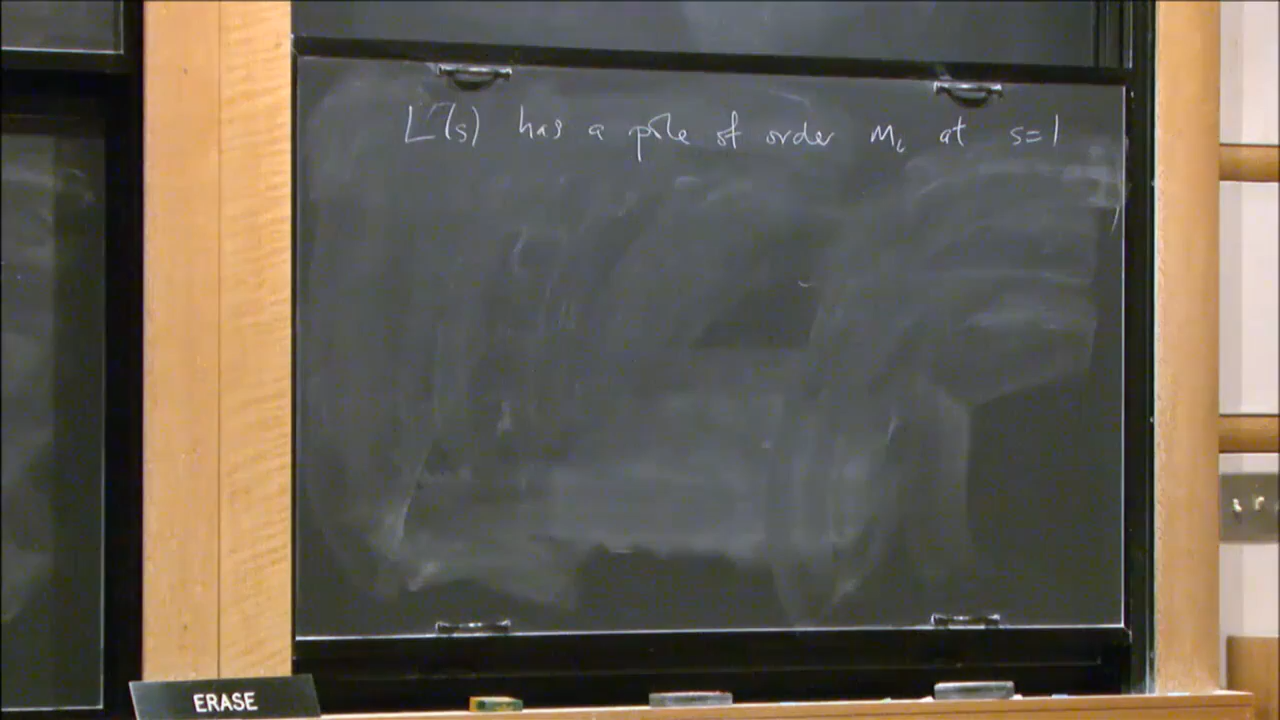 L(s) has a pole of order m_i at s=1
ERASE